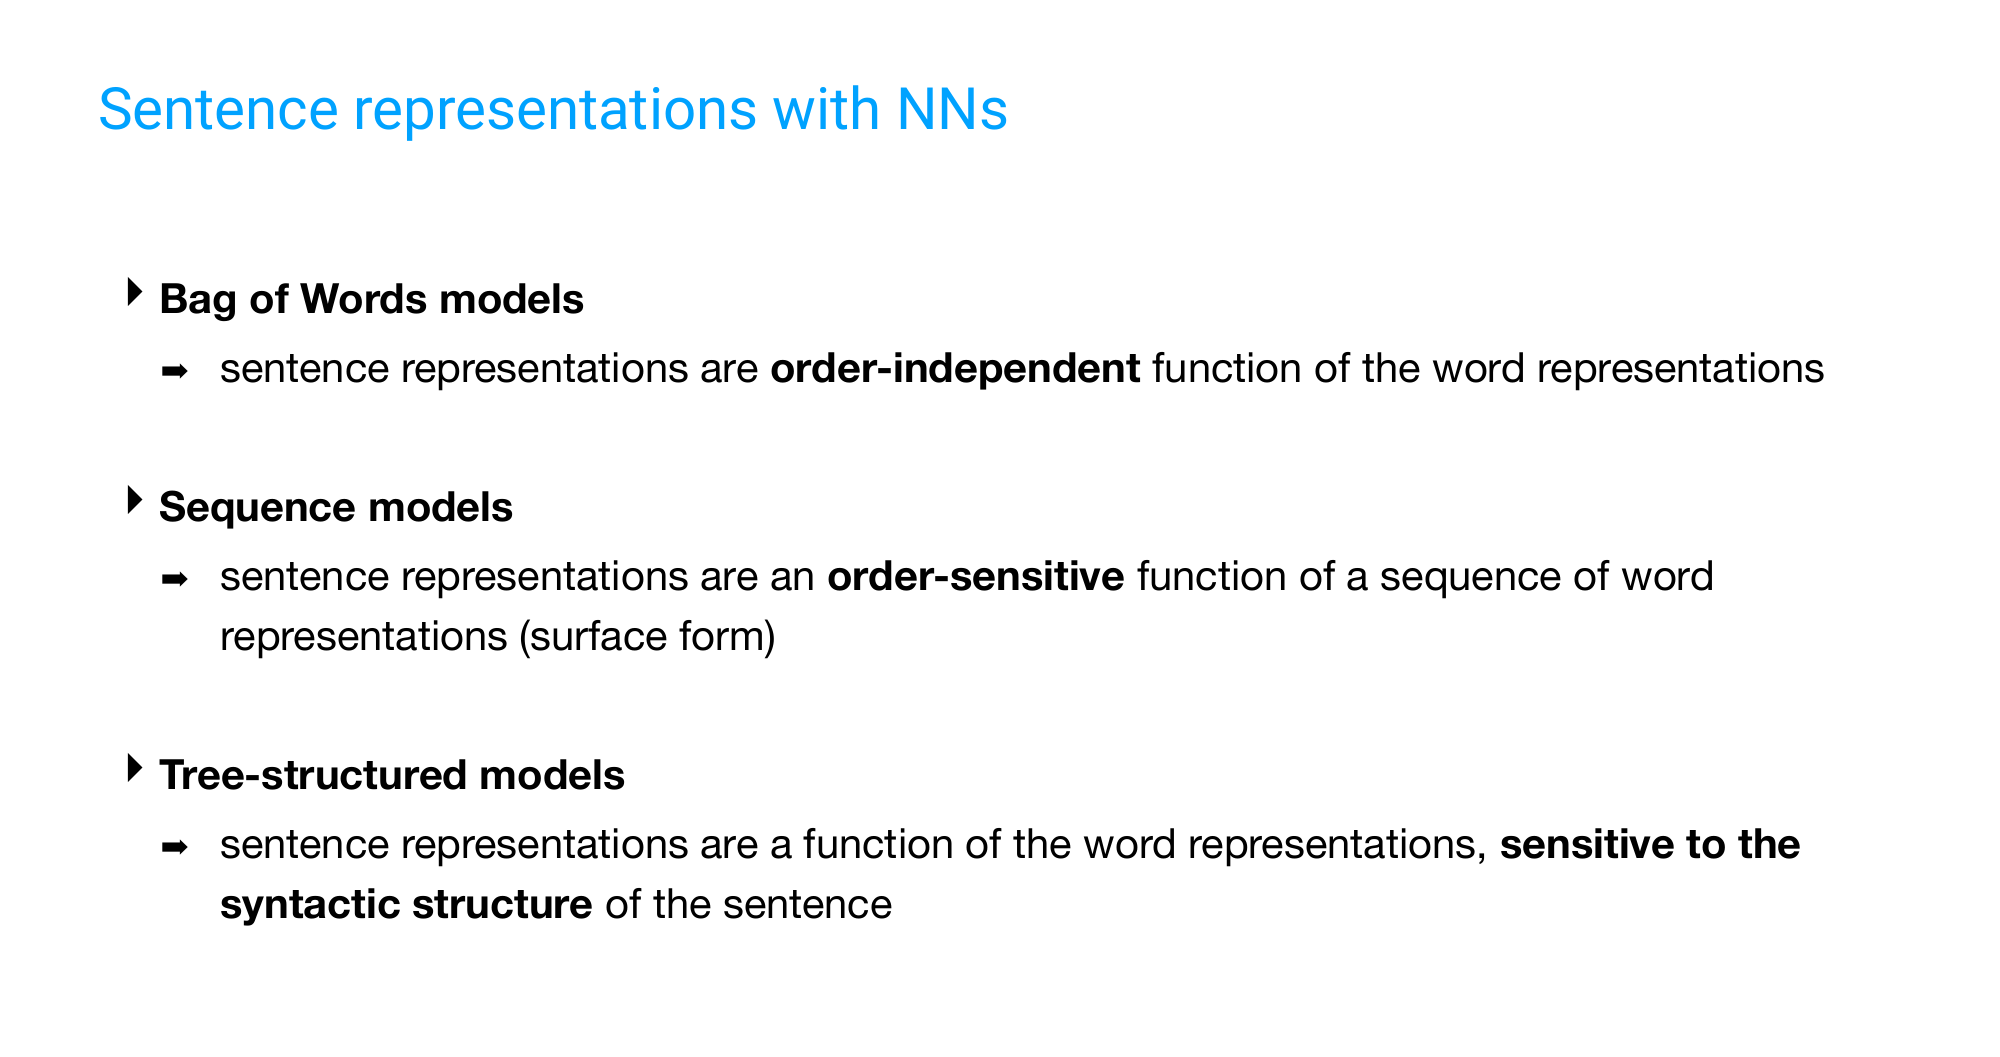 Sentence representations with NNs
Bag of Words models
➡ sentence representations are order-independent function of the word representations
Sequence models
➡ sentence representations are an order-sensitive function of a sequence of word
representations (surface form)
Tree-structured models
➡ sentence representations are a function of the word representations, sensitive to the
syntactic structure of the sentence